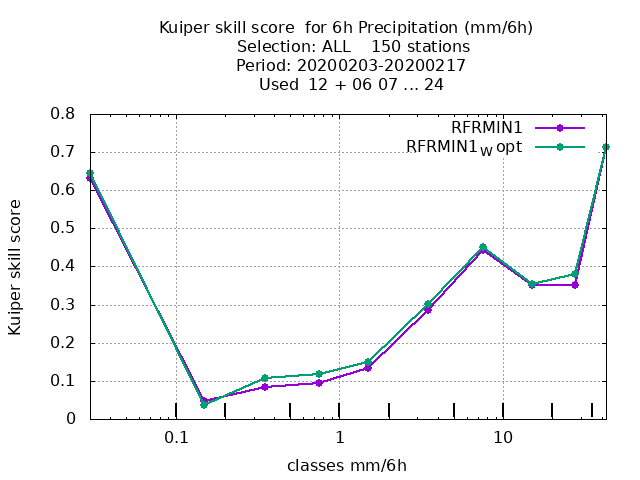 Kuiper skill score  for 6h Precipitation (mm/6h)
Selection: ALL    150 stations
Period: 20200203-20200217
Used  12 + 06 07 ... 24
RFRMIN1
RFRMIN1W opt
0.8
0.7
0.6
0.5
0.4
0.3
0.2
0.1
0
Kuiper skill score
0.1 1 10
classes mm/6h